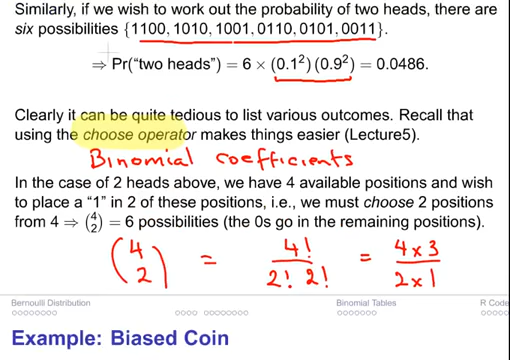 Similarly, if we wish to work out the probability of two heads, there are
six possibilities {1100, 1010, 1001, 0110, 0101, 0011}.
⇒ Pr("two heads") = 6 × (0.1²)(0.9²) = 0.0486.
Clearly it can be quite tedious to list various outcomes. Recall that
using the choose operator makes things easier (Lecture5).
Binomial coefficients
In the case of 2 heads above, we have 4 available positions and wish
to place a "1" in 2 of these positions, i.e., we must choose 2 positions
from 4 ⇒ (4 2) = 6 possibilities (the 0s go in the remaining positions).
(4 2) = 4! / 2! 2! = 4 x 3 / 2 x 1
Bernoulli Distribution Binomial Tables R Code
Example: Biased Coin